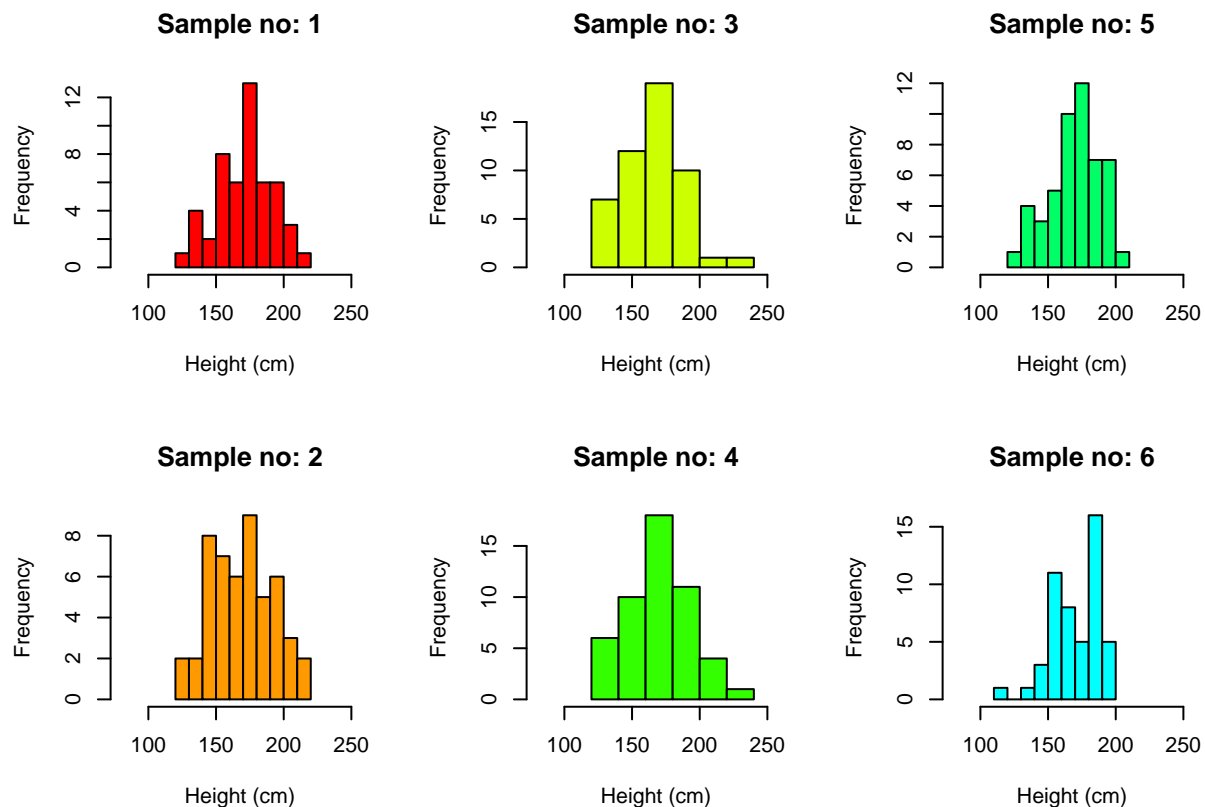 Sample no: 1
Frequency
0
4
8
12
100 150 200 250
Height (cm)
Sample no: 3
Frequency
0
5
10
15
100 150 200 250
Height (cm)
Sample no: 5
Frequency
0
2
4
6
8
10
12
100 150 200 250
Height (cm)
Sample no: 2
Frequency
0
2
4
6
8
100 150 200 250
Height (cm)
Sample no: 4
Frequency
0
5
10
15
100 150 200 250
Height (cm)
Sample no: 6
Frequency
0
5
10
15
100 150 200 250
Height (cm)